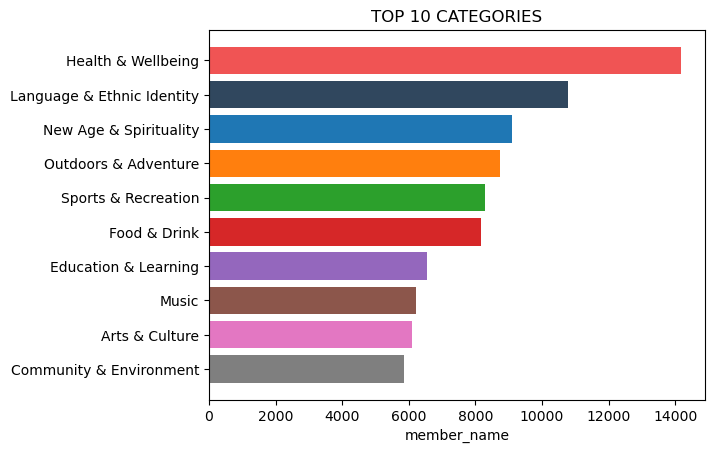 TOP 10 CATEGORIES
Health & Wellbeing
Language & Ethnic Identity
New Age & Spirituality
Outdoors & Adventure
Sports & Recreation
Food & Drink
Education & Learning
Music
Arts & Culture
Community & Environment
0 2000 4000 6000 8000 10000 12000 14000
member_name